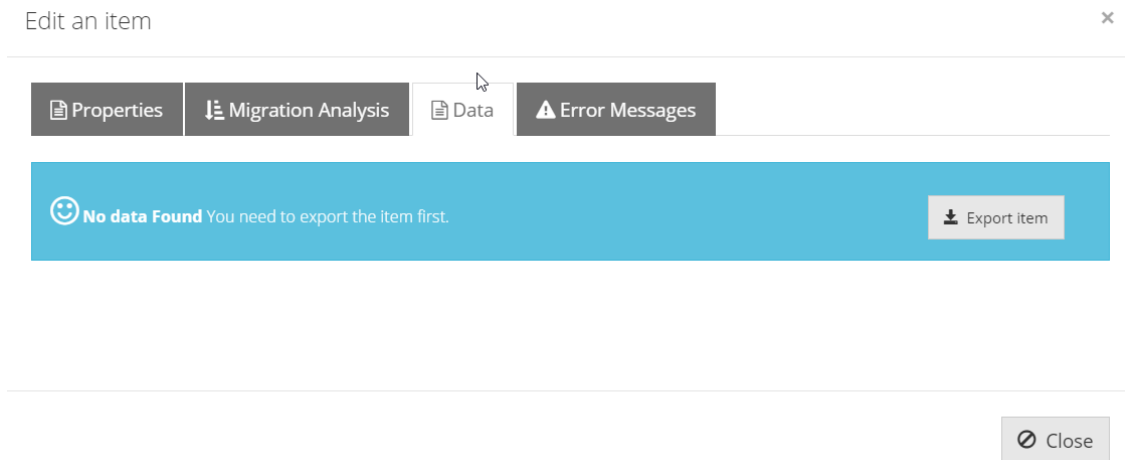 Edit an item
×
Properties Migration Analysis Data Error Messages
No data Found You need to export the item first. Export item
Close